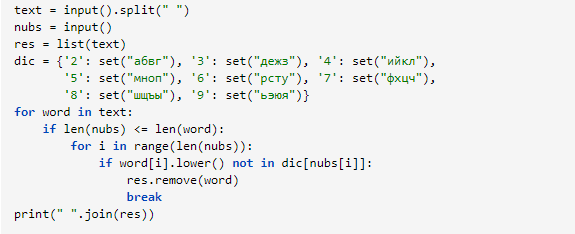 text = input().split(" ")
nubs = input()
res = list(text)
dic = {'2': set("абвг"), '3': set("дежз"), '4': set("ийкл"),
       '5': set("мноп"), '6': set("рсту"), '7': set("фхцч"),
       '8': set("шщъы"), '9': set("ьэюя")}
for word in text:
    if len(nubs) <= len(word):
        for i in range(len(nubs)):
            if word[i].lower() not in dic[nubs[i]]:
                res.remove(word)
                break
print(" ".join(res))